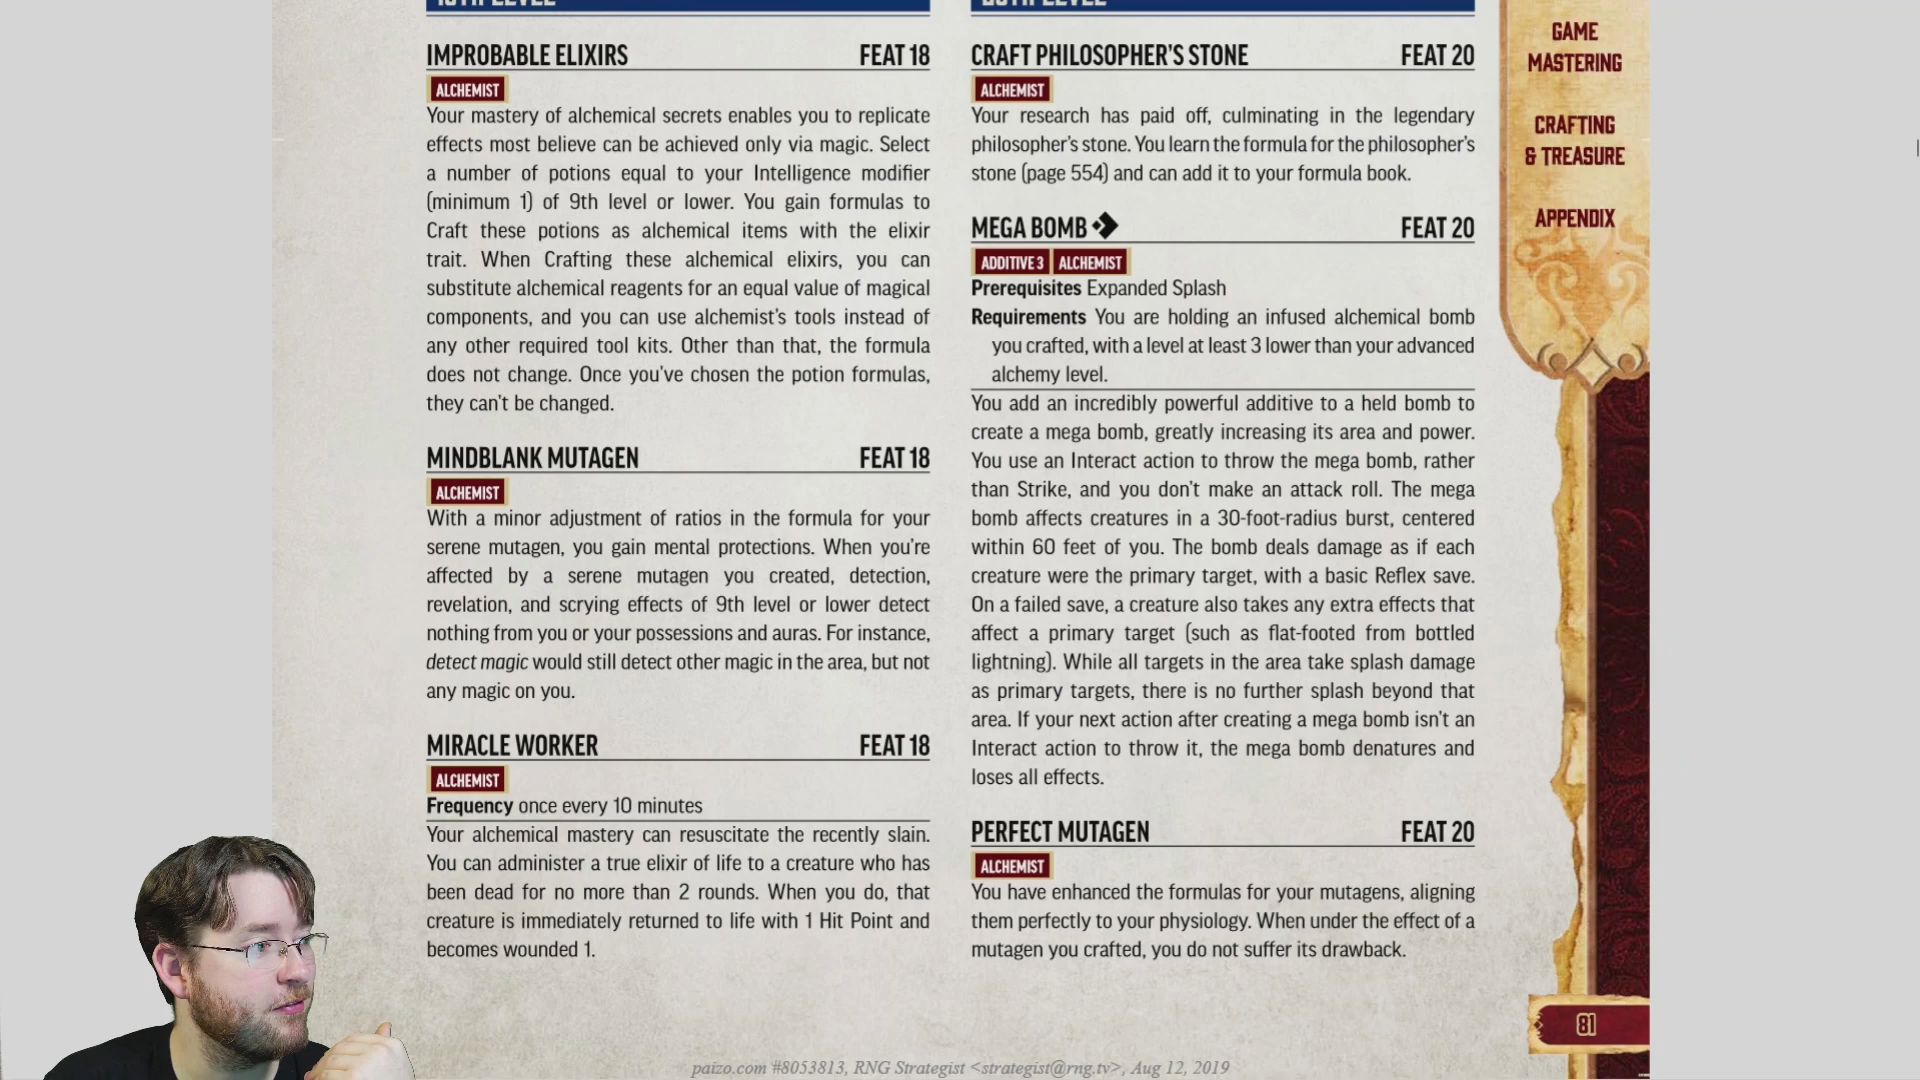 IMPROBABLE ELIXIRS FEAT 18
ALCHEMIST
Your mastery of alchemical secrets enables you to replicate
effects most believe can be achieved only via magic. Select
a number of potions equal to your Intelligence modifier
(minimum 1) of 9th level or lower. You gain formulas to
Craft these potions as alchemical items with the elixir
trait. When Crafting these alchemical elixirs, you can
substitute alchemical reagents for an equal value of magical
components, and you can use alchemist's tools instead of
any other required tool kits. Other than that, the formula
does not change. Once you've chosen the potion formulas,
they can't be changed.
MINDBLANK MUTAGEN FEAT 18
ALCHEMIST
With a minor adjustment of ratios in the formula for your
serene mutagen, you gain mental protections. When you're
affected by a serene mutagen you created, detection,
revelation, and scrying effects of 9th level or lower detect
nothing from you or your possessions and auras. For instance,
detect magic would still detect other magic in the area, but not
any magic on you.
MIRACLE WORKER FEAT 18
ALCHEMIST
Frequency once every 10 minutes
Your alchemical mastery can resuscitate the recently slain.
You can administer a true elixir of life to a creature who has
been dead for no more than 2 rounds. When you do, that
creature is immediately returned to life with 1 Hit Point and
becomes wounded 1.
CRAFT PHILOSOPHER'S STONE FEAT 20
ALCHEMIST
Your research has paid off, culminating in the legendary
philosopher's stone. You learn the formula for the philosopher's
stone (page 554) and can add it to your formula book.
MEGA BOMB FEAT 20
ADDITIVE 3 ALCHEMIST
Prerequisites Expanded Splash
Requirements You are holding an infused alchemical bomb
you crafted, with a level at least 3 lower than your advanced
alchemy level.
You add an incredibly powerful additive to a held bomb to
create a mega bomb, greatly increasing its area and power.
You use an Interact action to throw the mega bomb, rather
than Strike, and you don't make an attack roll. The mega
bomb affects creatures in a 30-foot-radius burst, centered
within 60 feet of you. The bomb deals damage as if each
creature were the primary target, with a basic Reflex save.
On a failed save, a creature also takes any extra effects that
affect a primary target (such as flat-footed from bottled
lightning). While all targets in the area take splash damage
as primary targets, there is no further splash beyond that
area. If your next action after creating a mega bomb isn't an
Interact action to throw it, the mega bomb denatures and
loses all effects.
PERFECT MUTAGEN FEAT 20
ALCHEMIST
You have enhanced the formulas for your mutagens, aligning
them perfectly to your physiology. When under the effect of a
mutagen you crafted, you do not suffer its drawback.
GAME
MASTERING
CRAFTING
& TREASURE
APPENDIX
81
paizo.com #8053813, RNG Strategist <strategist@rng.tv>, Aug 12, 2019